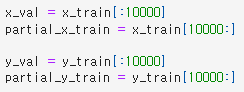 x_val = x_train[:10000]
partial_x_train = x_train[10000:]
y_val = y_train[:10000]
partial_y_train = y_train[10000:]